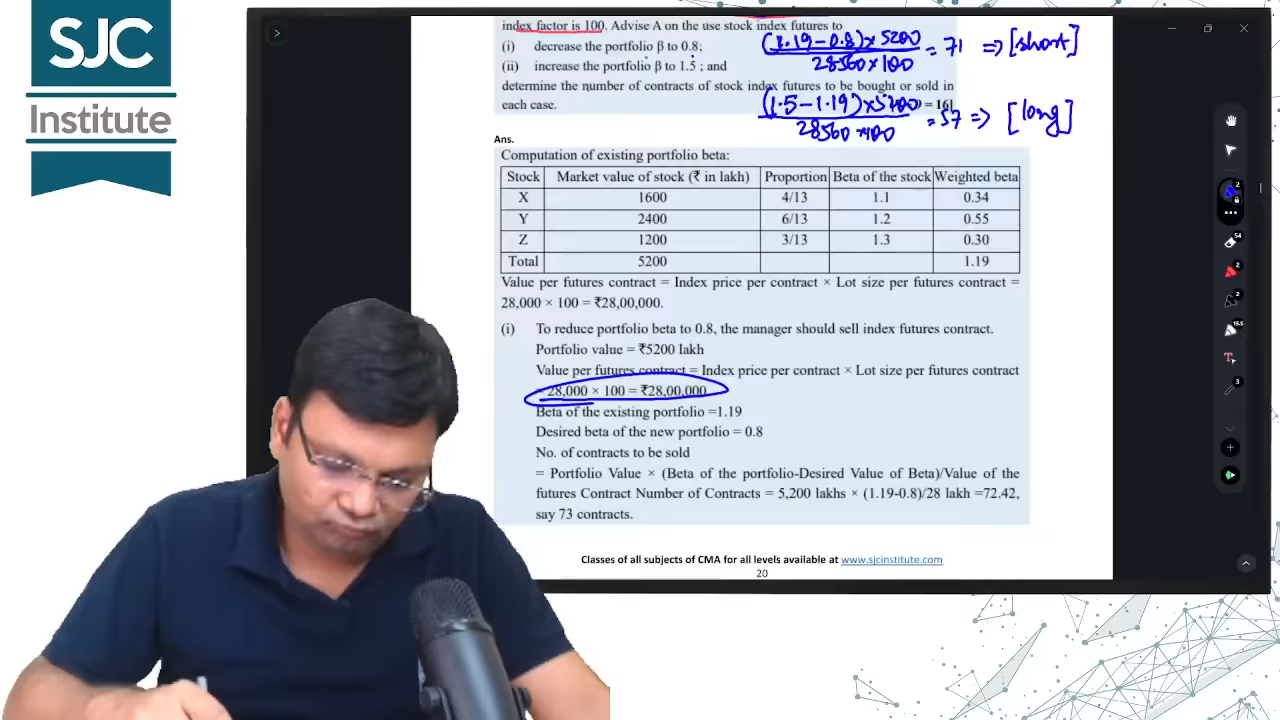 SJC
Institute
index factor is 100. Advise A on the use stock index futures to
(i) decrease the portfolio β to 0.8;
(ii) increase the portfolio β to 1.5 ; and
determine the number of contracts of stock index futures to be bought or sold in
each case.
(1.19-0.8)×5200
28560×100
= 71 ⇒ [short]
(1.5-1.19)×5200
28560×100
= 57 ⇒ [long]
= 16]
Ans.
Computation of existing portfolio beta:
Stock Market value of stock (₹ in lakh) Proportion Beta of the stock Weighted beta
X 1600 4/13 1.1 0.34
Y 2400 6/13 1.2 0.55
Z 1200 3/13 1.3 0.30
Total 5200 1.19
Value per futures contract = Index price per contract × Lot size per futures contract =
28,000 × 100 = ₹28,00,000.
(i) To reduce portfolio beta to 0.8, the manager should sell index futures contract.
Portfolio value = ₹5200 lakh
Value per futures contract = Index price per contract × Lot size per futures contract
= 28,000 × 100 = ₹28,00,000
Beta of the existing portfolio =1.19
Desired beta of the new portfolio = 0.8
No. of contracts to be sold
= Portfolio Value × (Beta of the portfolio-Desired Value of Beta)/Value of the
futures Contract Number of Contracts = 5,200 lakhs × (1.19-0.8)/28 lakh =72.42,
say 73 contracts.
Classes of all subjects of CMA for all levels available at www.sjcinstitute.com
20